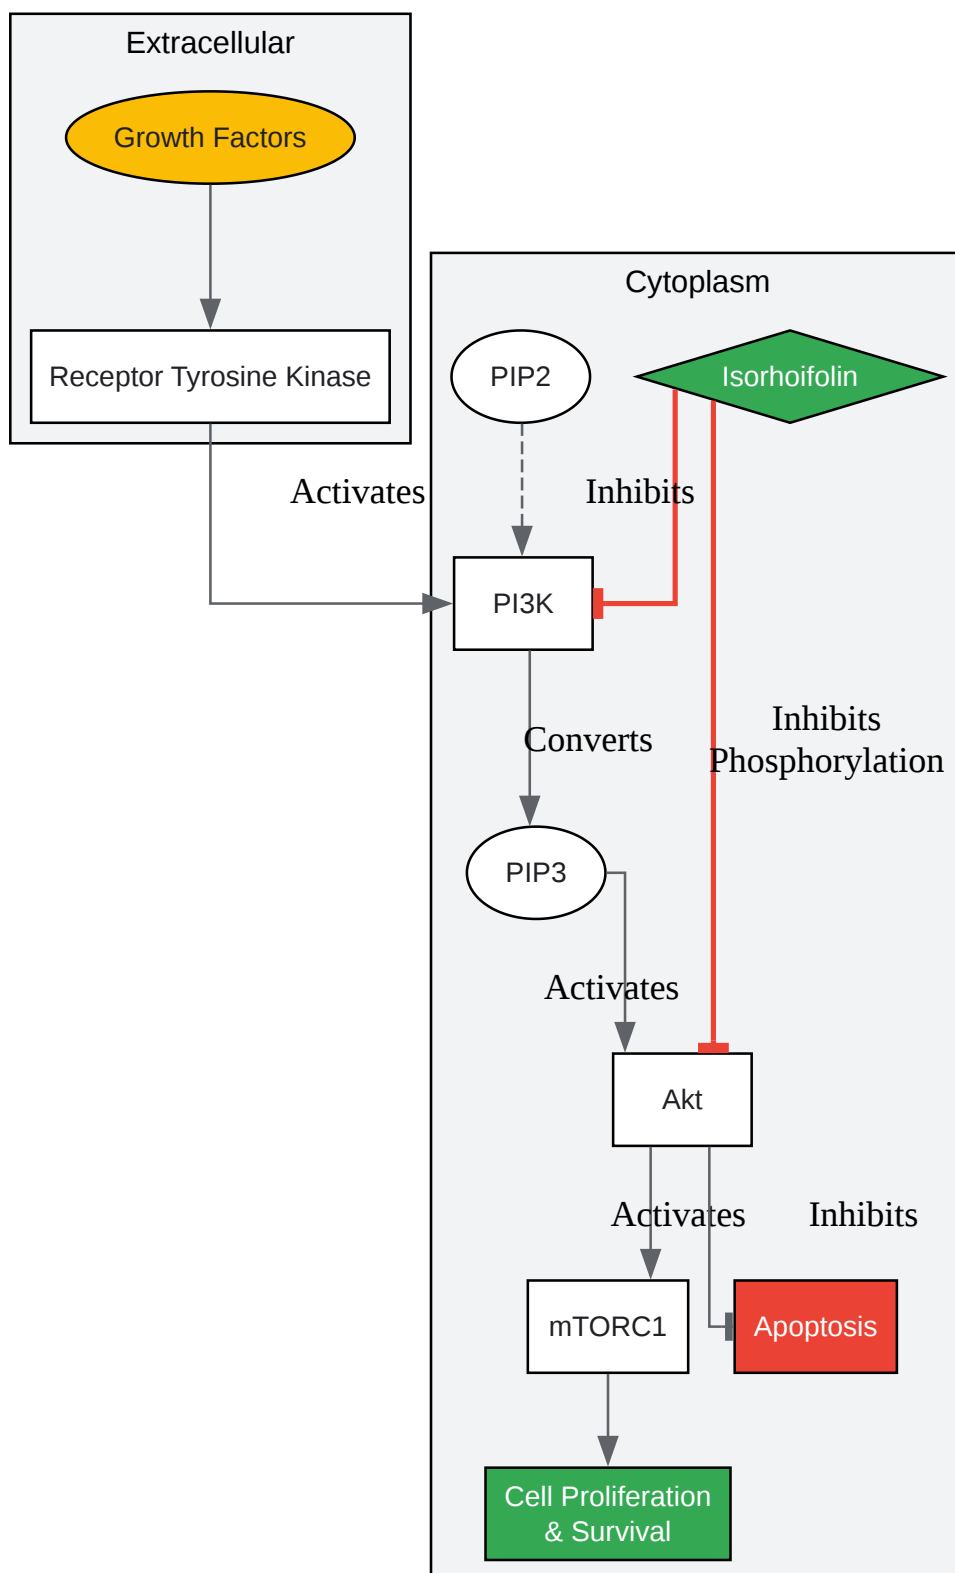 Extracellular
Growth Factors
Receptor Tyrosine Kinase
Activates
Cytoplasm
PIP2
Isorhoifolin
Inhibits
PI3K
Converts
Inhibits
Phosphorylation
PIP3
Activates
Akt
Activates
Inhibits
mTORC1
Apoptosis
Cell Proliferation
& Survival